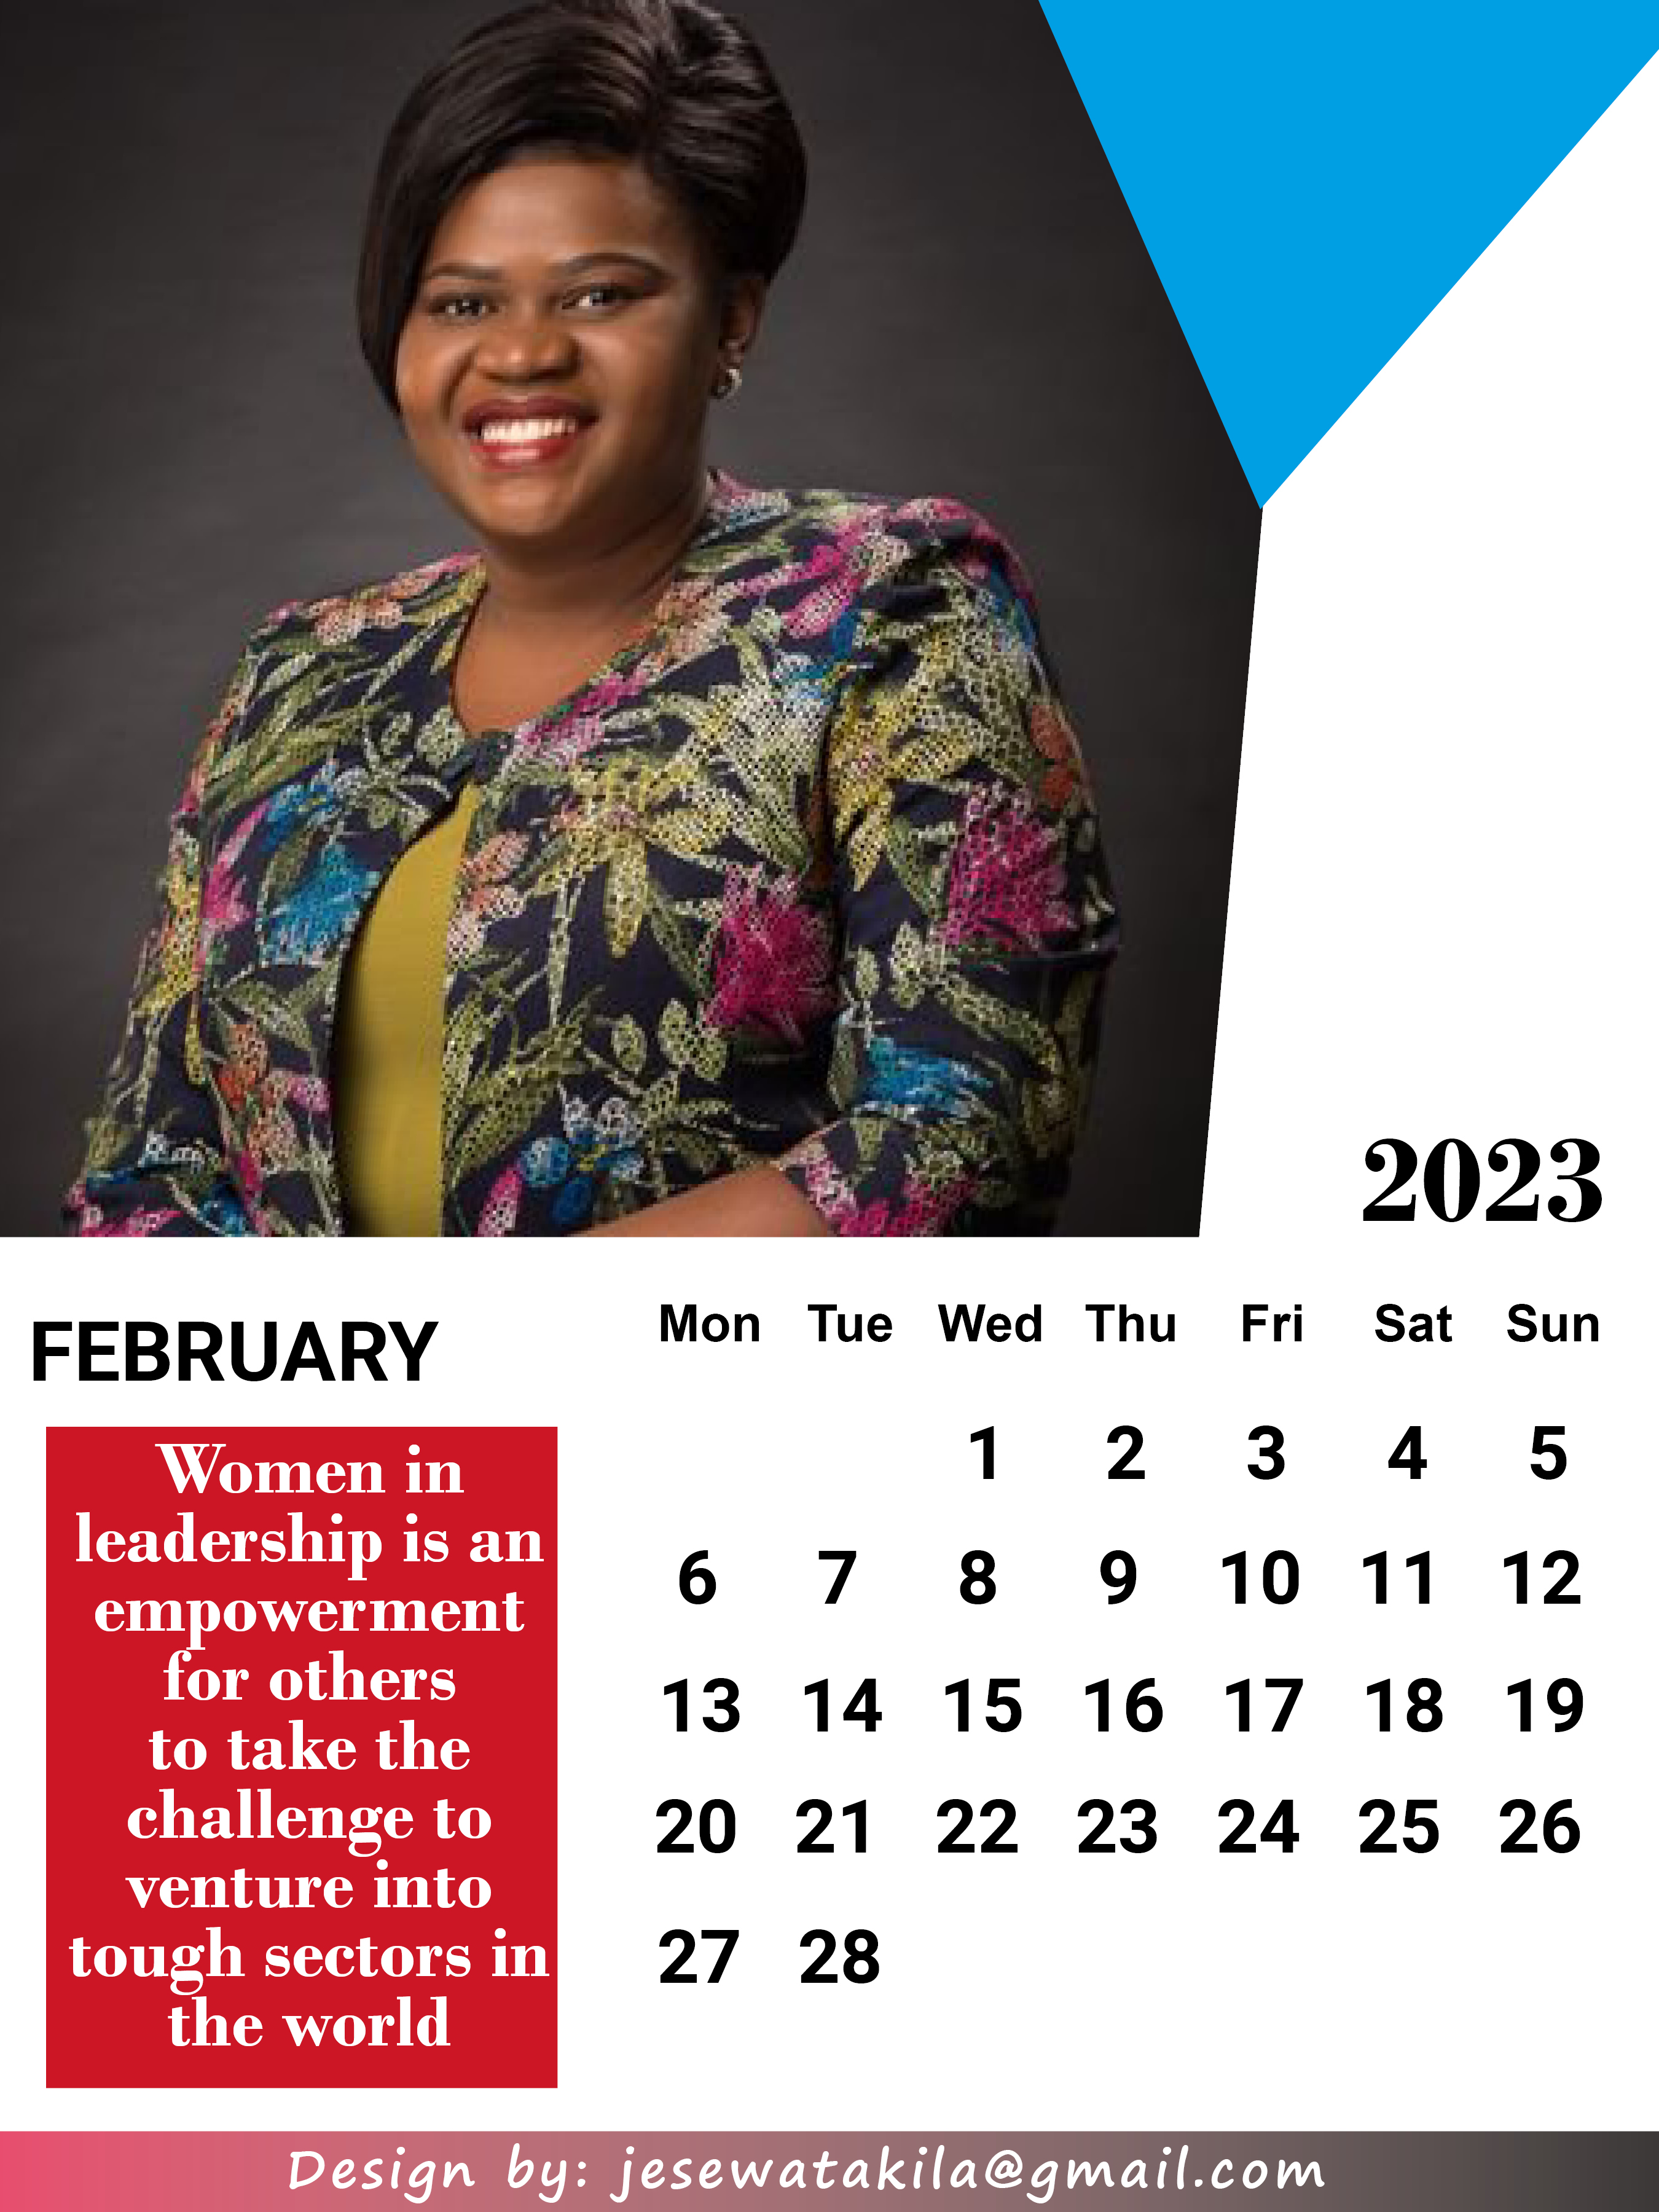 2023
FEBRUARY
Women in
leadership is an
empowerment
for others
to take the
challenge to
venture into
tough sectors in
the world
Mon Tue Wed Thu Fri Sat Sun
1 2 3 4 5
6 7 8 9 10 11 12
13 14 15 16 17 18 19
20 21 22 23 24 25 26
27 28
Design by: jesewatakila@gmail.com